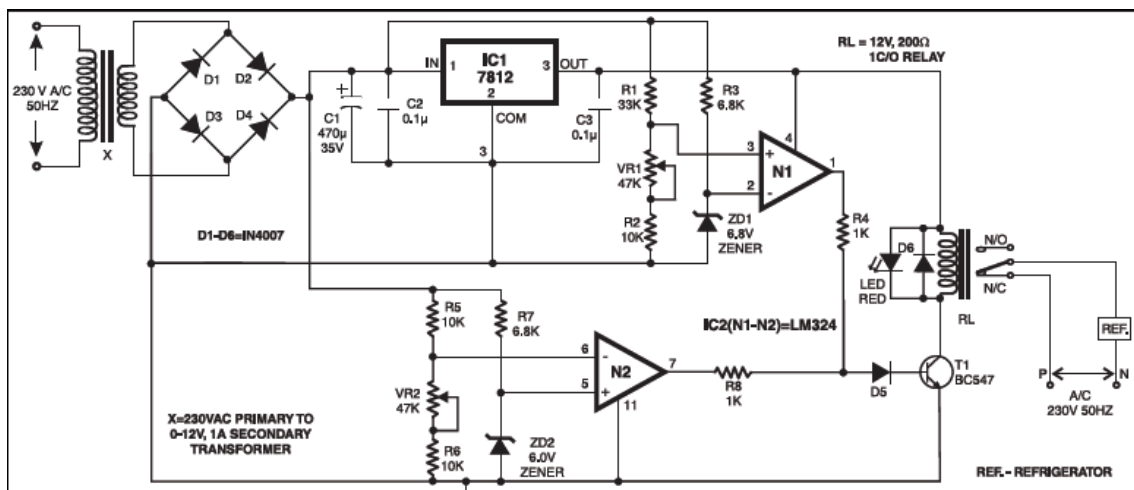 230 V A/C
50HZ
X
D1
D2
D3
D4
C1
470µ
35V
C2
0.1µ
IN
1
IC1
7812
3
OUT
2
COM
3
C3
0.1µ
R1
33K
R3
6.8K
RL = 12V, 200Ω
1C/O RELAY
VR1
47K
R2
10K
3
+
2
-
N1
4
1
ZD1
6.8V
ZENER
R4
1K
D1-D6=IN4007
D6
LED
RED
RL
N/O
N/C
REF.
R5
10K
R7
6.8K
IC2(N1-N2)=LM324
VR2
47K
R6
10K
6
-
5
+
N2
7
11
R8
1K
D5
T1
BC547
P
N
A/C
230V 50HZ
ZD2
6.0V
ZENER
X=230VAC PRIMARY TO
0-12V, 1A SECONDARY
TRANSFORMER
REF.- REFRIGERATOR